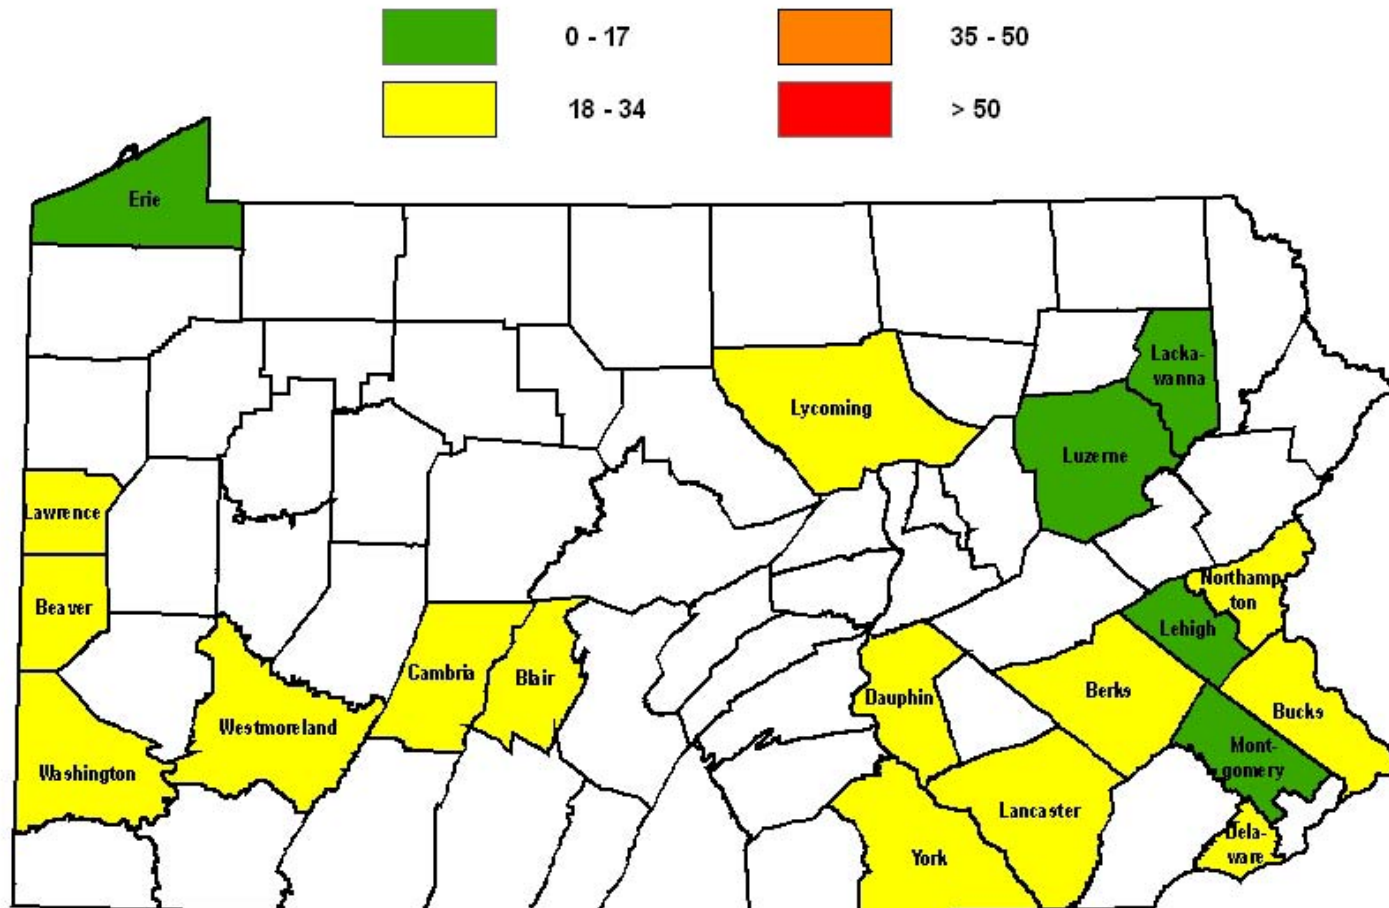 0 - 17
35 - 50
18 - 34
> 50
Erie
Lacka-
wanna
Lycoming
Luzerne
Lawrence
Northamp
ton
Beaver
Lehigh
Cambria
Blair
Dauphin
Berks
Bucks
Westmoreland
Mont-
gomery
Washington
Lancaster
Dela-
ware
York